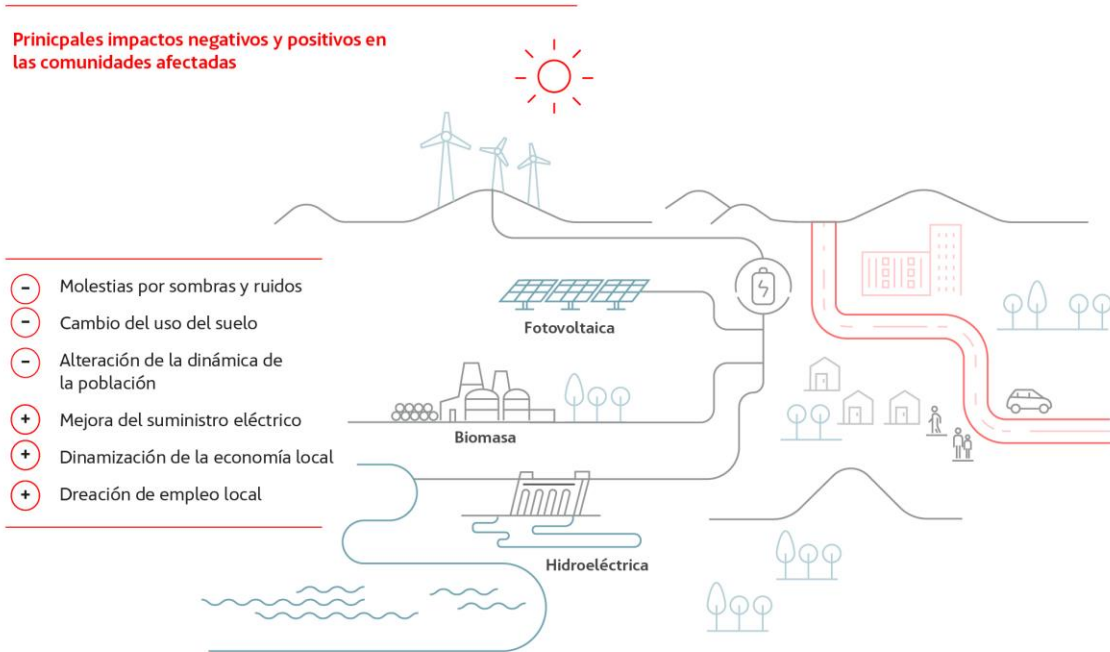 Prinicpales impactos negativos y positivos en
las comunidades afectadas
- Molestias por sombras y ruidos
- Cambio del uso del suelo
- Alteración de la dinámica de
la población
+ Mejora del suministro eléctrico
+ Dinamización de la economía local
+ Dreación de empleo local
Fotovoltaica
Biomasa
Hidroeléctrica